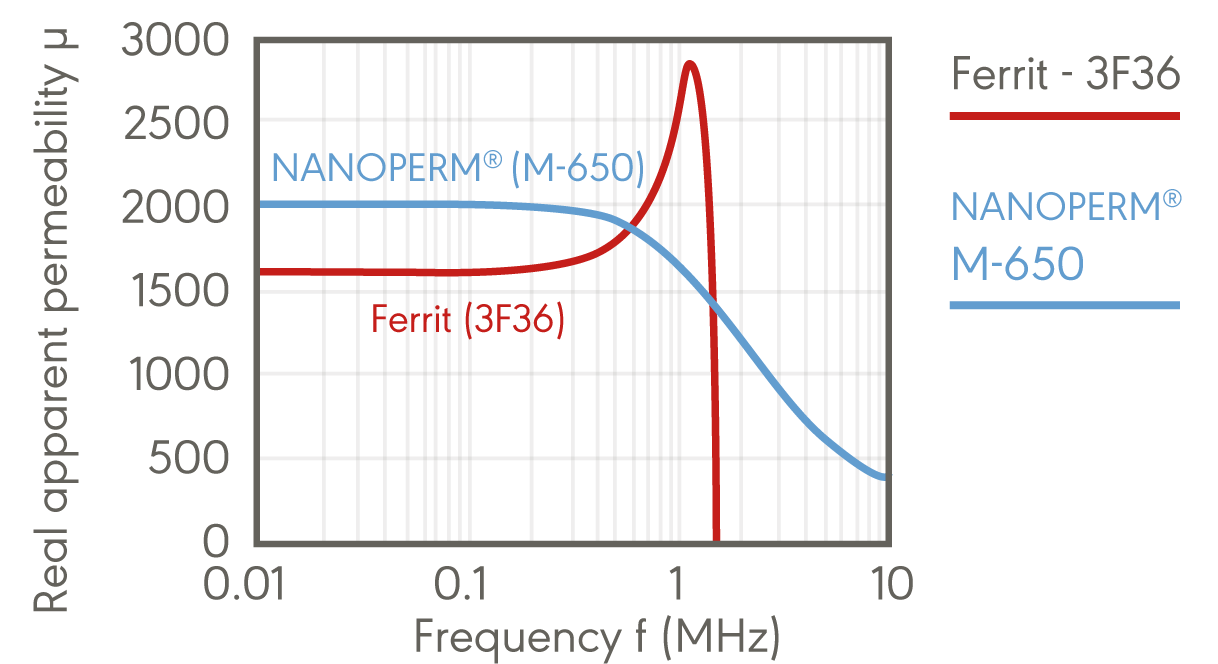 Real apparent permeability μ
3000
2500
2000
1500
1000
500
0
0.01
0.1
1
10
Frequency f (MHz)
NANOPERM® (M-650)
Ferrit (3F36)
Ferrit - 3F36
NANOPERM®
M-650